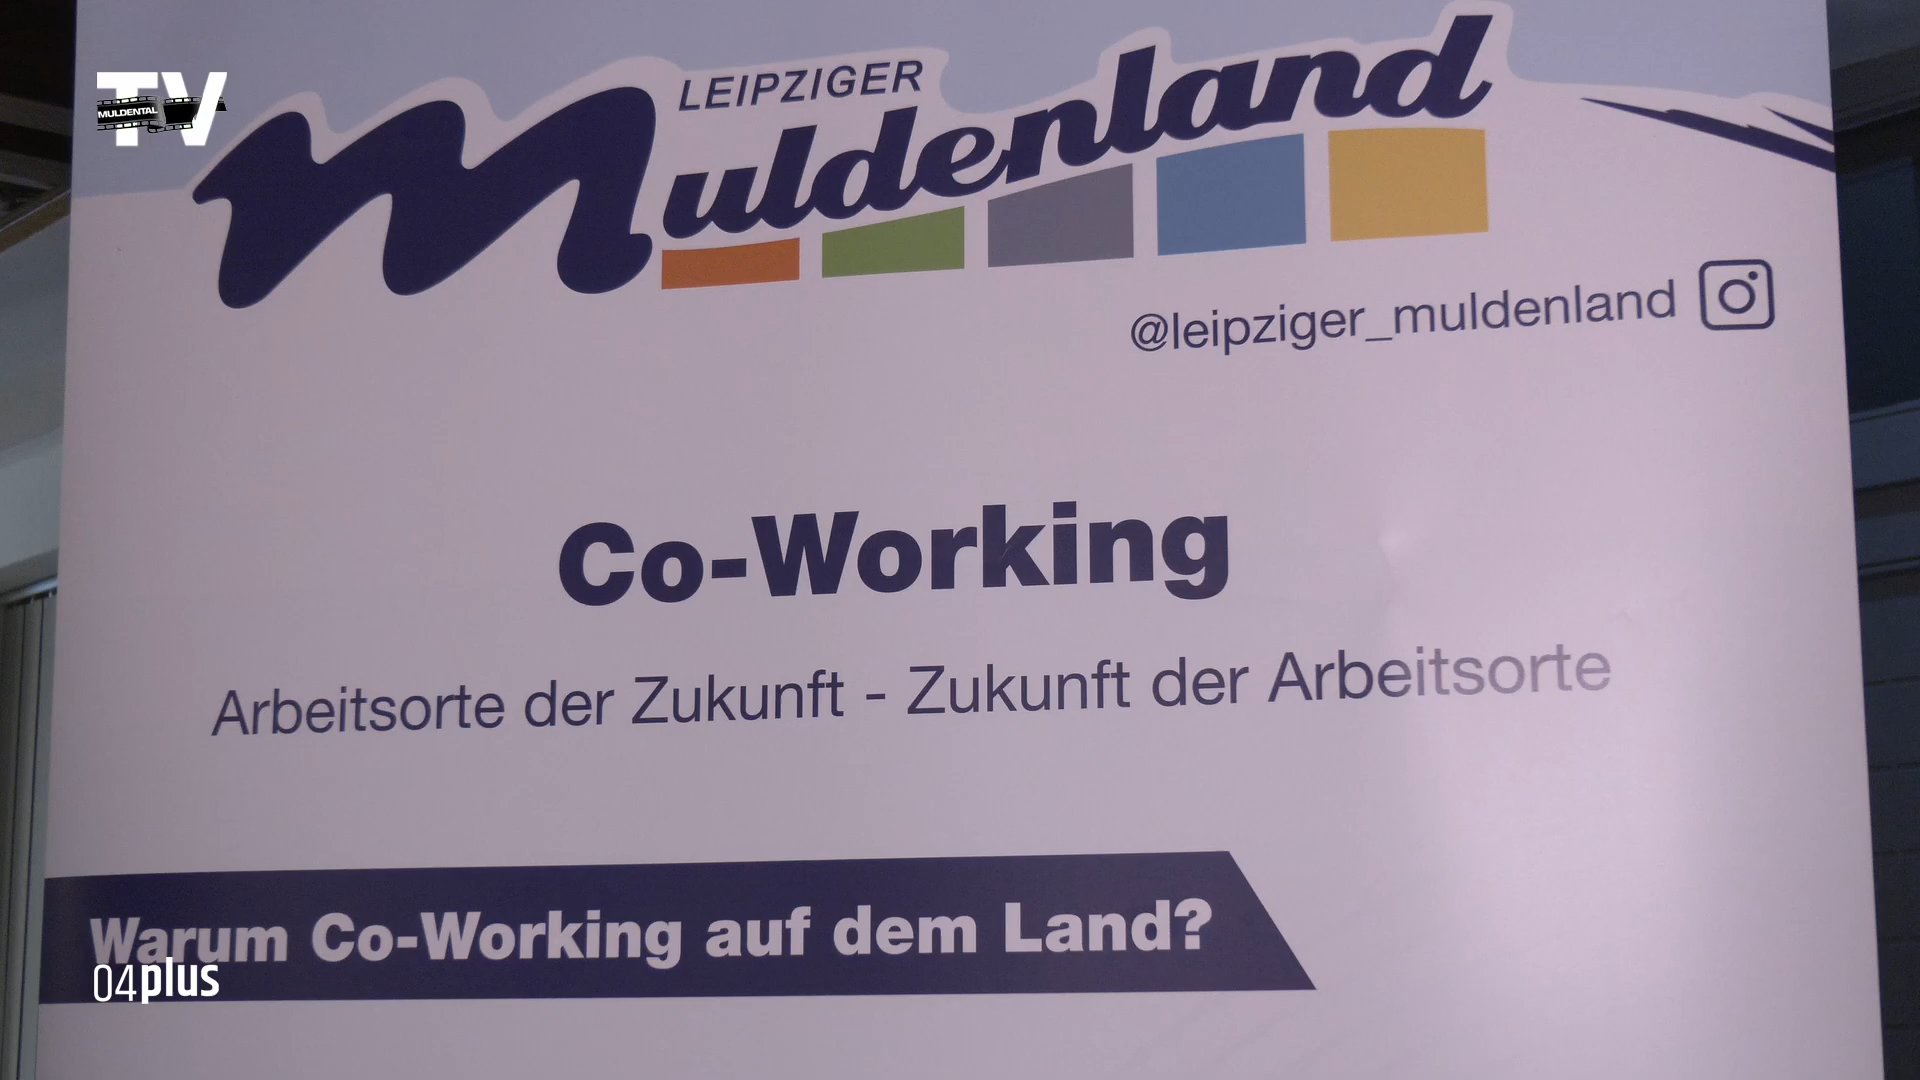 TV
MULDENTAL
LEIPZIGER
Muldenland
@leipziger_muldenland
Co-Working
Arbeitsorte der Zukunft - Zukunft der Arbeitsorte
Warum Co-Working auf dem Land?
04plus